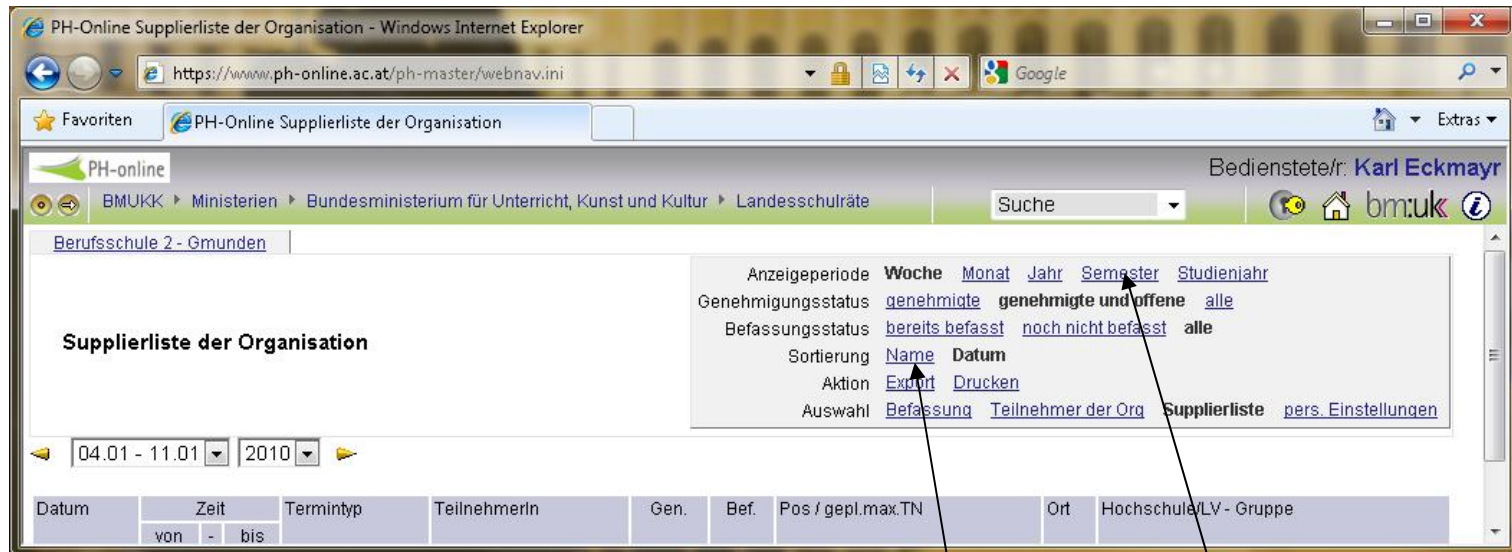 PH-Online Supplierliste der Organisation - Windows Internet Explorer
https://www.ph-online.ac.at/ph-master/webnav.ini
Google
Favoriten
PH-Online Supplierliste der Organisation
Extras
PH-online
Bedienstete/r: Karl Eckmayr
BMUKK Ministerien Bundesministerium für Unterricht, Kunst und Kultur Landesschulräte
Suche
bm:uk
Berufsschule 2 - Gmunden
Supplierliste der Organisation
Anzeigeperiode Woche Monat Jahr Semester Studienjahr
Genehmigungsstatus genehmigte genehmigte und offene alle
Befassungsstatus bereits befasst noch nicht befasst alle
Sortierung Name Datum
Aktion Export Drucken
Auswahl Befassung Teilnehmer der Org Supplierliste pers. Einstellungen
04.01 - 11.01 2010
Datum Zeit Termintyp TeilnehmerIn Gen. Bef. Pos / gepl.max.TN Ort Hochschule/LV - Gruppe
von - bis